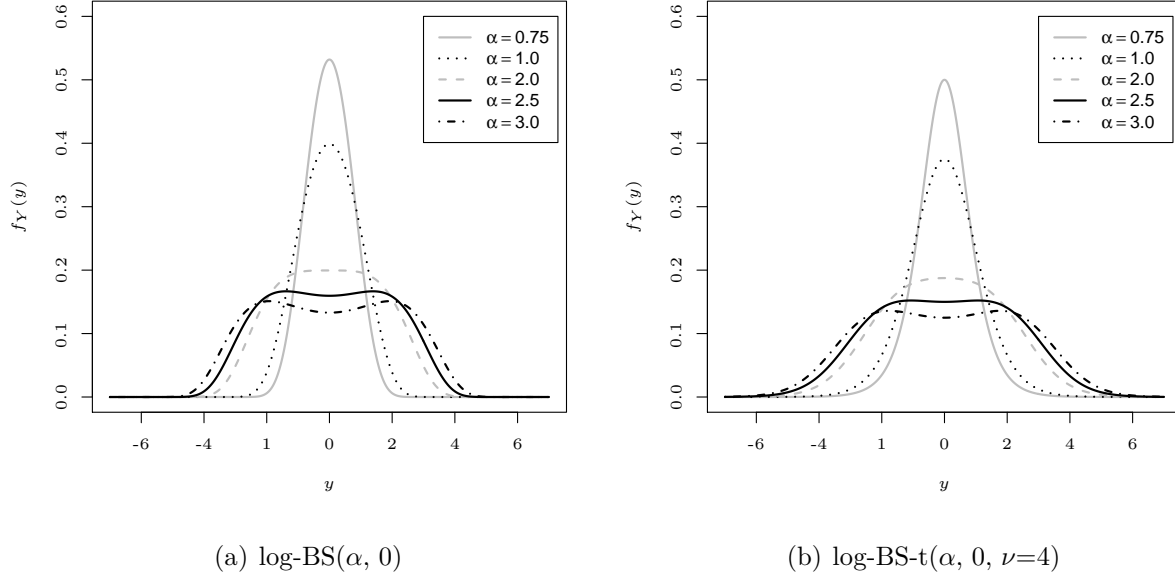 0.0 0.1 0.2 0.3 0.4 0.5 0.6
f_Y(y)
α = 0.75
α = 1.0
α = 2.0
α = 2.5
α = 3.0
-6 -4 1 0 2 4 6
y
(a) log-BS(α, 0)
0.0 0.1 0.2 0.3 0.4 0.5 0.6
f_Y(y)
α = 0.75
α = 1.0
α = 2.0
α = 2.5
α = 3.0
-6 -4 1 0 2 4 6
y
(b) log-BS-t(α, 0, ν=4)